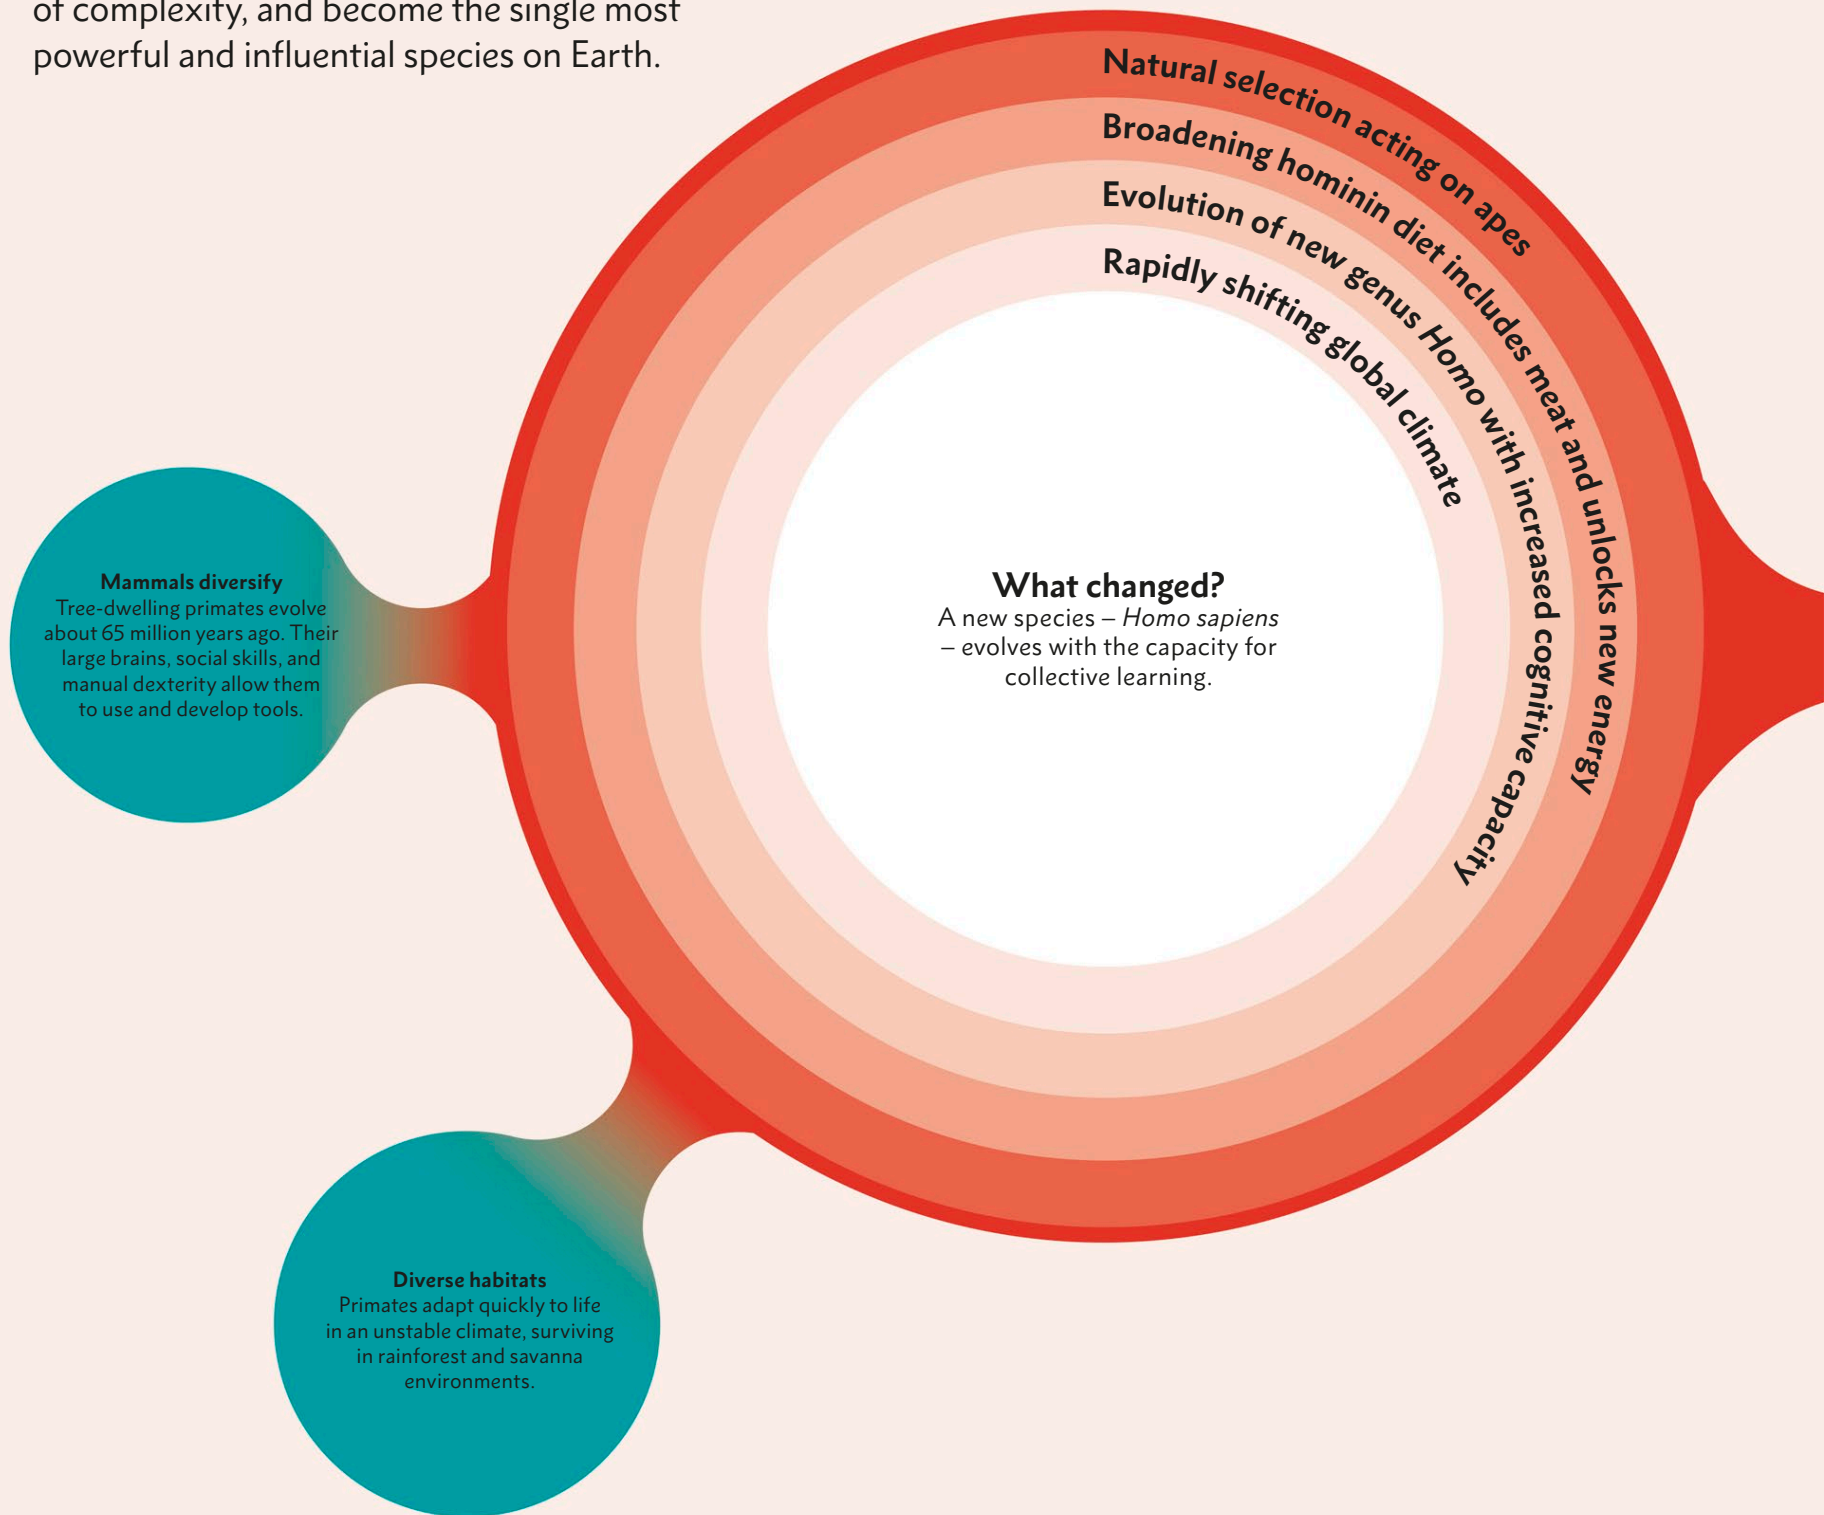 of complexity, and become the single most
powerful and influential species on Earth.
Natural selection acting on apes
Broadening hominin diet includes meat and unlocks new energy
Evolution of new genus Homo with increased cognitive capacity
Rapidly shifting global climate
What changed?
A new species – Homo sapiens
– evolves with the capacity for
collective learning.
Mammals diversify
Tree-dwelling primates evolve
about 65 million years ago. Their
large brains, social skills, and
manual dexterity allow them
to use and develop tools.
Diverse habitats
Primates adapt quickly to life
in an unstable climate, surviving
in rainforest and savanna
environments.